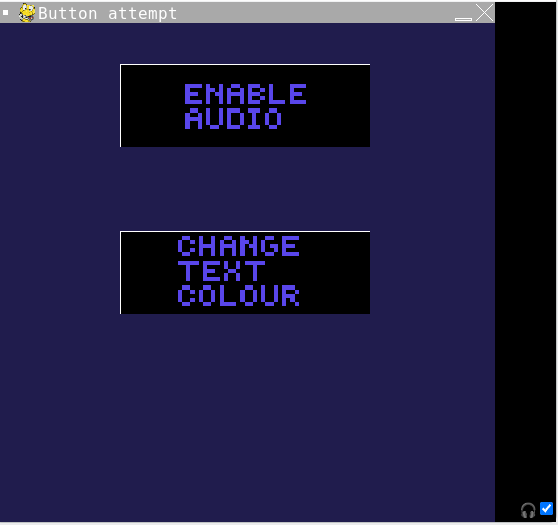 Button attempt
ENABLE
AUDIO
CHANGE
TEXT
COLOUR